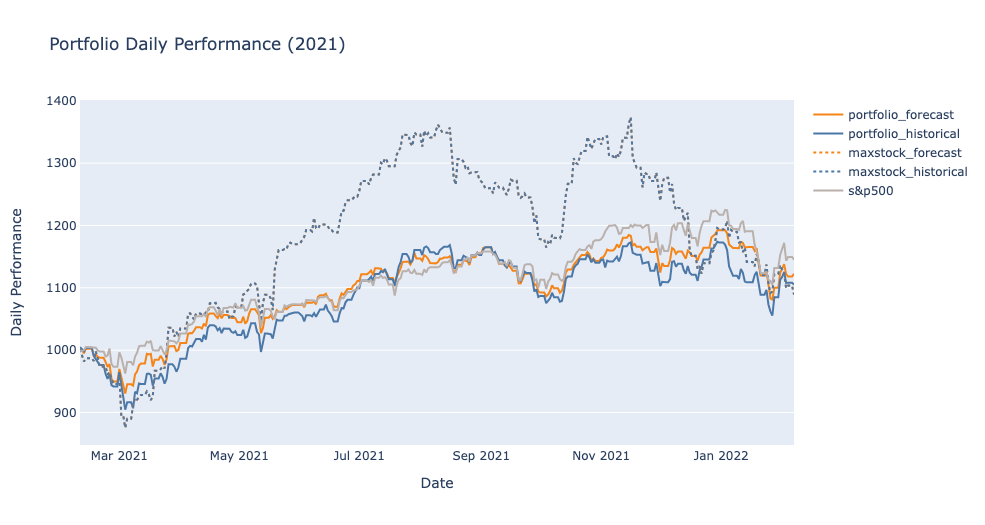 Portfolio Daily Performance (2021)
1400
1300
1200
1100
1000
900
Daily Performance
Mar 2021
May 2021
Jul 2021
Sep 2021
Nov 2021
Jan 2022
Date
portfolio_forecast
portfolio_historical
maxstock_forecast
maxstock_historical
s&p500